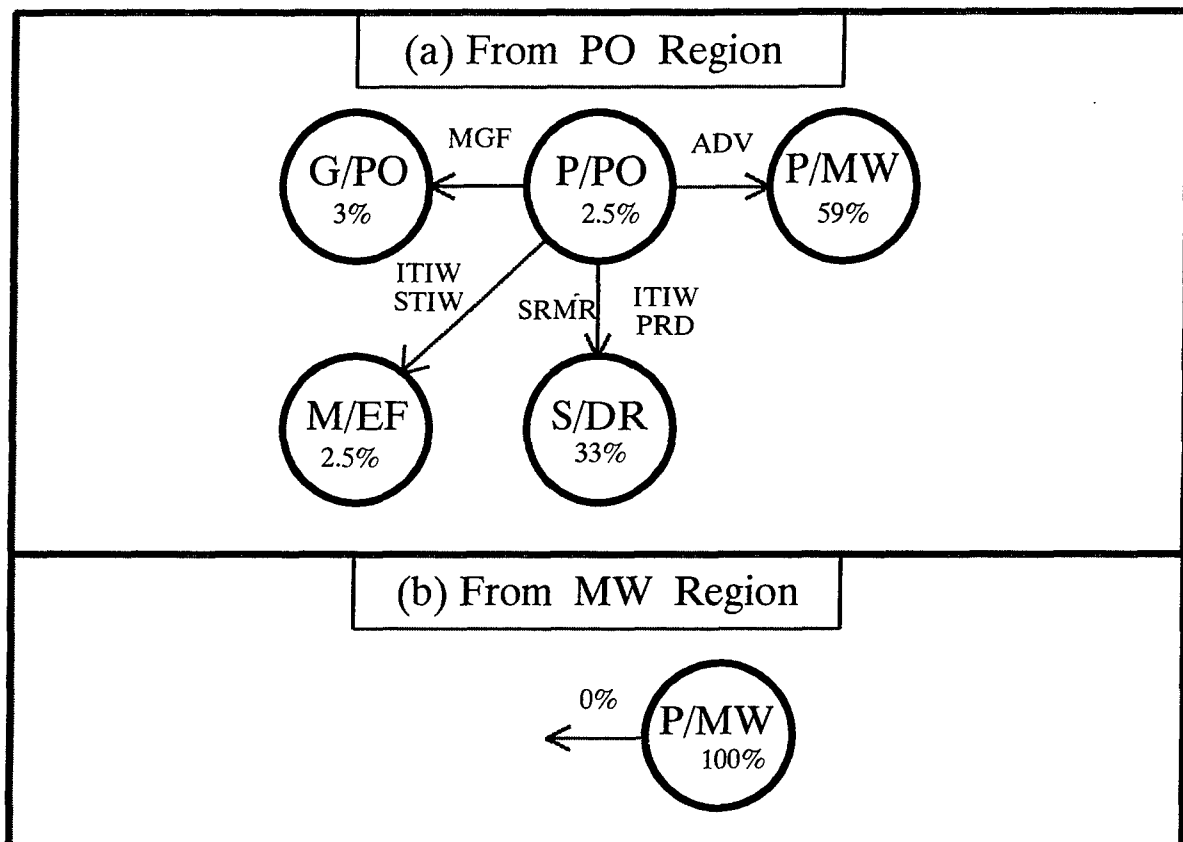 (a) From PO Region
MGF
ADV
G/PO
3%
P/PO
2.5%
P/MW
59%
ITIW
STIW
SRMR
ITIW
PRD
M/EF
2.5%
S/DR
33%
(b) From MW Region
0%
P/MW
100%